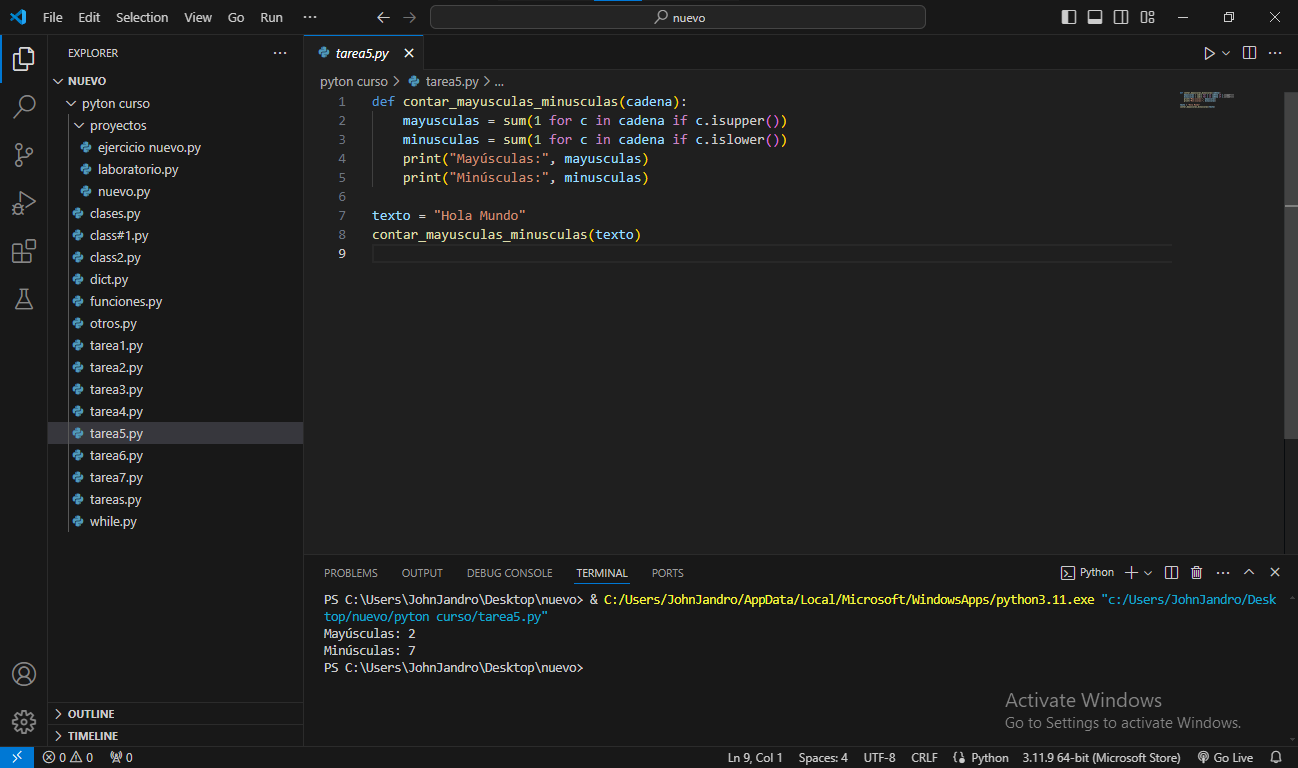 File Edit Selection View Go Run ··· nuevo
EXPLORER ···
tarea5.py
NUEVO
pyton curso > tarea5.py > ...
pyton curso
proyectos
ejercicio nuevo.py
laboratorio.py
nuevo.py
clases.py
class#1.py
class2.py
dict.py
funciones.py
otros.py
tarea1.py
tarea2.py
tarea3.py
tarea4.py
tarea5.py
tarea6.py
tarea7.py
tareas.py
while.py
OUTLINE
TIMELINE
1 def contar_mayusculas_minusculas(cadena):
2 mayusculas = sum(1 for c in cadena if c.isupper())
3 minusculas = sum(1 for c in cadena if c.islower())
4 print("Mayúsculas:", mayusculas)
5 print("Minúsculas:", minusculas)
6
7 texto = "Hola Mundo"
8 contar_mayusculas_minusculas(texto)
9
PROBLEMS OUTPUT DEBUG CONSOLE TERMINAL PORTS Python
PS C:\Users\JohnJandro\Desktop\nuevo> & C:/Users/JohnJandro/AppData/Local/Microsoft/WindowsApps/python3.11.exe "c:/Users/JohnJandro/Desk
top/nuevo/pyton curso/tarea5.py"
Mayúsculas: 2
Minúsculas: 7
PS C:\Users\JohnJandro\Desktop\nuevo>
Activate Windows
Go to Settings to activate Windows.
0 0 0 Ln 9, Col 1 Spaces: 4 UTF-8 CRLF Python 3.11.9 64-bit (Microsoft Store) Go Live